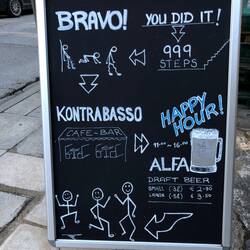 BRAVO! YOU DID IT!
999
STEPS
KONTRABASSO
HAPPY
HOUR!
CAFE-BAR
ALFA
DRAFT BEER
SMALL
LARGE